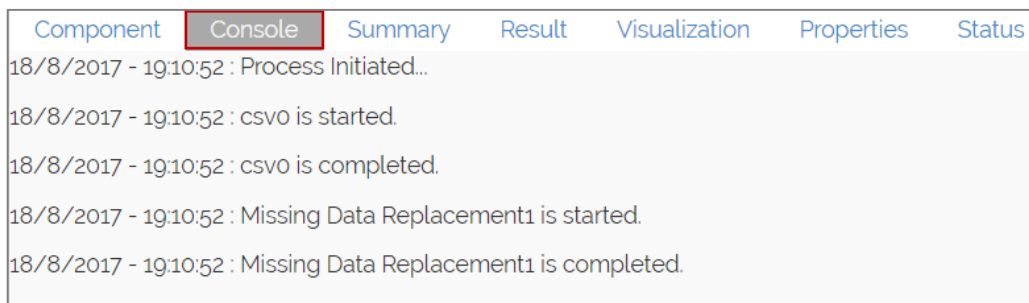 Component Console Summary Result Visualization Properties Status
18/8/2017 - 19:10:52 : Process Initiated...
18/8/2017 - 19:10:52 : csv0 is started.
18/8/2017 - 19:10:52 : csv0 is completed.
18/8/2017 - 19:10:52 : Missing Data Replacement1 is started.
18/8/2017 - 19:10:52 : Missing Data Replacement1 is completed.